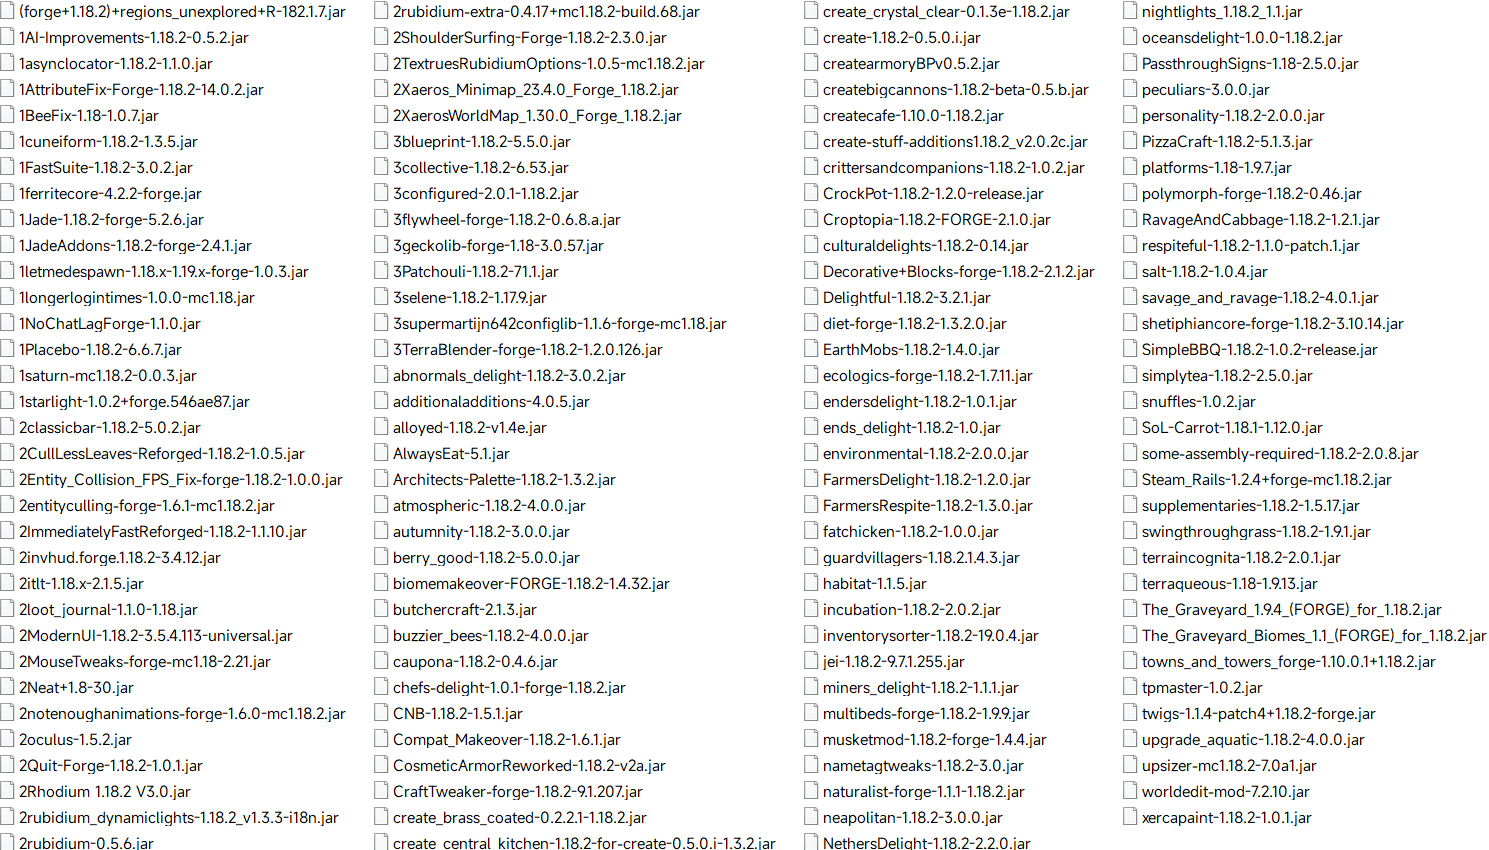 (forge+1.18.2)+regions_unexplored+R-182.1.7.jar
1AI-Improvements-1.18.2-0.5.2.jar
1asynclocator-1.18.2-1.1.0.jar
1AttributeFix-Forge-1.18.2-14.0.2.jar
1BeeFix-1.18-1.0.7.jar
1cuneiform-1.18.2-1.3.5.jar
1FastSuite-1.18.2-3.0.2.jar
1ferritecore-4.2.2-forge.jar
1Jade-1.18.2-forge-5.2.6.jar
1JadeAddons-1.18.2-forge-2.4.1.jar
1letmedespawn-1.18.x-1.19.x-forge-1.0.3.jar
1longerlogintimes-1.0.0-mc1.18.jar
1NoChatLagForge-1.1.0.jar
1Placebo-1.18.2-6.6.7.jar
1saturn-mc1.18.2-0.0.3.jar
1starlight-1.0.2+forge.546ae87.jar
2classicbar-1.18.2-5.0.2.jar
2CullLessLeaves-Reforged-1.18.2-1.0.5.jar
2Entity_Collision_FPS_Fix-forge-1.18.2-1.0.0.jar
2entityculling-forge-1.6.1-mc1.18.2.jar
2ImmediatelyFastReforged-1.18.2-1.1.10.jar
2invhud.forge.1.18.2-3.4.12.jar
2itlt-1.18.x-2.1.5.jar
2loot_journal-1.1.0-1.18.jar
2ModernUI-1.18.2-3.5.4.113-universal.jar
2MouseTweaks-forge-mc1.18-2.21.jar
2Neat+1.8-30.jar
2notenoughanimations-forge-1.6.0-mc1.18.2.jar
2oculus-1.5.2.jar
2Quit-Forge-1.18.2-1.0.1.jar
2Rhodium 1.18.2 V3.0.jar
2rubidium_dynamiclights-1.18.2_v1.3.3-i18n.jar
2rubidium-0.5.6.jar
2rubidium-extra-0.4.17+mc1.18.2-build.68.jar
2ShoulderSurfing-Forge-1.18.2-2.3.0.jar
2TextruesRubidiumOptions-1.0.5-mc1.18.2.jar
2Xaeros_Minimap_23.4.0_Forge_1.18.2.jar
2XaerosWorldMap_1.30.0_Forge_1.18.2.jar
3blueprint-1.18.2-5.5.0.jar
3collective-1.18.2-6.53.jar
3configured-2.0.1-1.18.2.jar
3flywheel-forge-1.18.2-0.6.8.a.jar
3geckolib-forge-1.18-3.0.57.jar
3Patchouli-1.18.2-71.1.jar
3selene-1.18.2-1.17.9.jar
3supermartijn642configlib-1.1.6-forge-mc1.18.jar
3TerraBlender-forge-1.18.2-1.2.0.126.jar
abnormals_delight-1.18.2-3.0.2.jar
additionaladditions-4.0.5.jar
alloyed-1.18.2-v1.4e.jar
AlwaysEat-5.1.jar
Architects-Palette-1.18.2-1.3.2.jar
atmospheric-1.18.2-4.0.0.jar
autumnity-1.18.2-3.0.0.jar
berry_good-1.18.2-5.0.0.jar
biomemakeover-FORGE-1.18.2-1.4.32.jar
butchercraft-2.1.3.jar
buzzier_bees-1.18.2-4.0.0.jar
caupona-1.18.2-0.4.6.jar
chefs-delight-1.0.1-forge-1.18.2.jar
CNB-1.18.2-1.5.1.jar
Compat_Makeover-1.18.2-1.6.1.jar
CosmeticArmorReworked-1.18.2-v2a.jar
CraftTweaker-forge-1.18.2-9.1.207.jar
create_brass_coated-0.2.2.1-1.18.2.jar
create_central_kitchen-1.18.2-for-create-0.5.0.i-1.3.2.jar
create_crystal_clear-0.1.3e-1.18.2.jar
create-1.18.2-0.5.0.i.jar
createarmoryBPv0.5.2.jar
createbigcannons-1.18.2-beta-0.5.b.jar
createcafe-1.10.0-1.18.2.jar
create-stuff-additions1.18.2_v2.0.2c.jar
crittersandcompanions-1.18.2-1.0.2.jar
CrockPot-1.18.2-1.2.0-release.jar
Croptopia-1.18.2-FORGE-2.1.0.jar
culturaldelights-1.18.2-0.14.jar
Decorative+Blocks-forge-1.18.2-2.1.2.jar
Delightful-1.18.2-3.2.1.jar
diet-forge-1.18.2-1.3.2.0.jar
EarthMobs-1.18.2-1.4.0.jar
ecologics-forge-1.18.2-1.7.11.jar
endersdelight-1.18.2-1.0.1.jar
ends_delight-1.18.2-1.0.jar
environmental-1.18.2-2.0.0.jar
FarmersDelight-1.18.2-1.2.0.jar
FarmersRespite-1.18.2-1.3.0.jar
fatchicken-1.18.2-1.0.0.jar
guardvillagers-1.18.2.1.4.3.jar
habitat-1.1.5.jar
incubation-1.18.2-2.0.2.jar
inventorysorter-1.18.2-19.0.4.jar
jei-1.18.2-9.7.1.255.jar
miners_delight-1.18.2-1.1.1.jar
multibeds-forge-1.18.2-1.9.9.jar
musketmod-1.18.2-forge-1.4.4.jar
nametagtweaks-1.18.2-3.0.jar
naturalist-forge-1.1.1-1.18.2.jar
neapolitan-1.18.2-3.0.0.jar
NethersDelight-1.18.2-2.2.0.jar
nightlights_1.18.2_1.1.jar
oceansdelight-1.0.0-1.18.2.jar
PassthroughSigns-1.18-2.5.0.jar
peculiars-3.0.0.jar
personality-1.18.2-2.0.0.jar
PizzaCraft-1.18.2-5.1.3.jar
platforms-1.18-1.9.7.jar
polymorph-forge-1.18.2-0.46.jar
RavageAndCabbage-1.18.2-1.2.1.jar
respiteful-1.18.2-1.1.0-patch.1.jar
salt-1.18.2-1.0.4.jar
savage_and_ravage-1.18.2-4.0.1.jar
shetiphiancore-forge-1.18.2-3.10.14.jar
SimpleBBQ-1.18.2-1.0.2-release.jar
simplytea-1.18.2-2.5.0.jar
snuffles-1.0.2.jar
SoL-Carrot-1.18.1-1.12.0.jar
some-assembly-required-1.18.2-2.0.8.jar
Steam_Rails-1.2.4+forge-mc1.18.2.jar
supplementaries-1.18.2-1.5.17.jar
swingthroughgrass-1.18.2-1.9.1.jar
terraincognita-1.18.2-2.0.1.jar
terraqueous-1.18-1.9.13.jar
The_Graveyard_1.9.4_(FORGE)_for_1.18.2.jar
The_Graveyard_Biomes_1.1_(FORGE)_for_1.18.2.jar
towns_and_towers_forge-1.10.0.1+1.18.2.jar
tpmaster-1.0.2.jar
twigs-1.1.4-patch4+1.18.2-forge.jar
upgrade_aquatic-1.18.2-4.0.0.jar
upsizer-mc1.18.2-7.0a1.jar
worldedit-mod-7.2.10.jar
xercapaint-1.18.2-1.0.1.jar